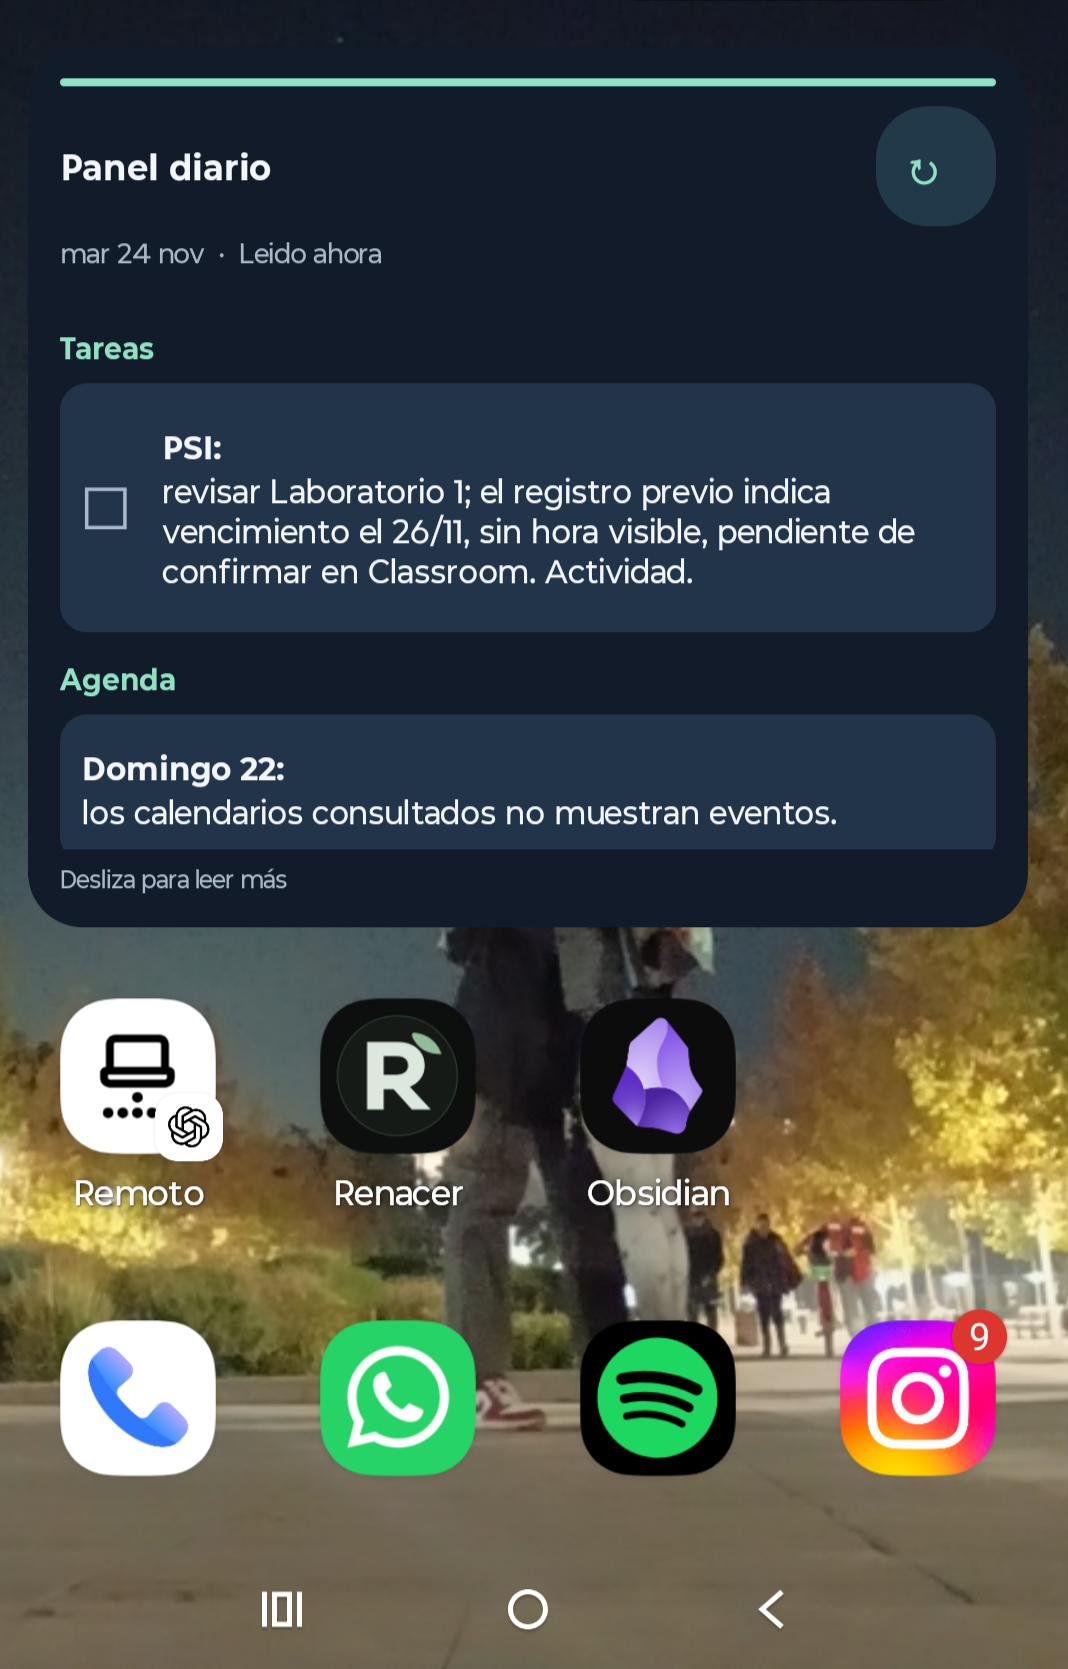 Panel diario
mar 24 nov · Leido ahora
Tareas
PSI:
revisar Laboratorio 1; el registro previo indica
vencimiento el 26/11, sin hora visible, pendiente de
confirmar en Classroom. Actividad.
Agenda
Domingo 22:
los calendarios consultados no muestran eventos.
Desliza para leer más
R
Remoto
Renacer
Obsidian
9